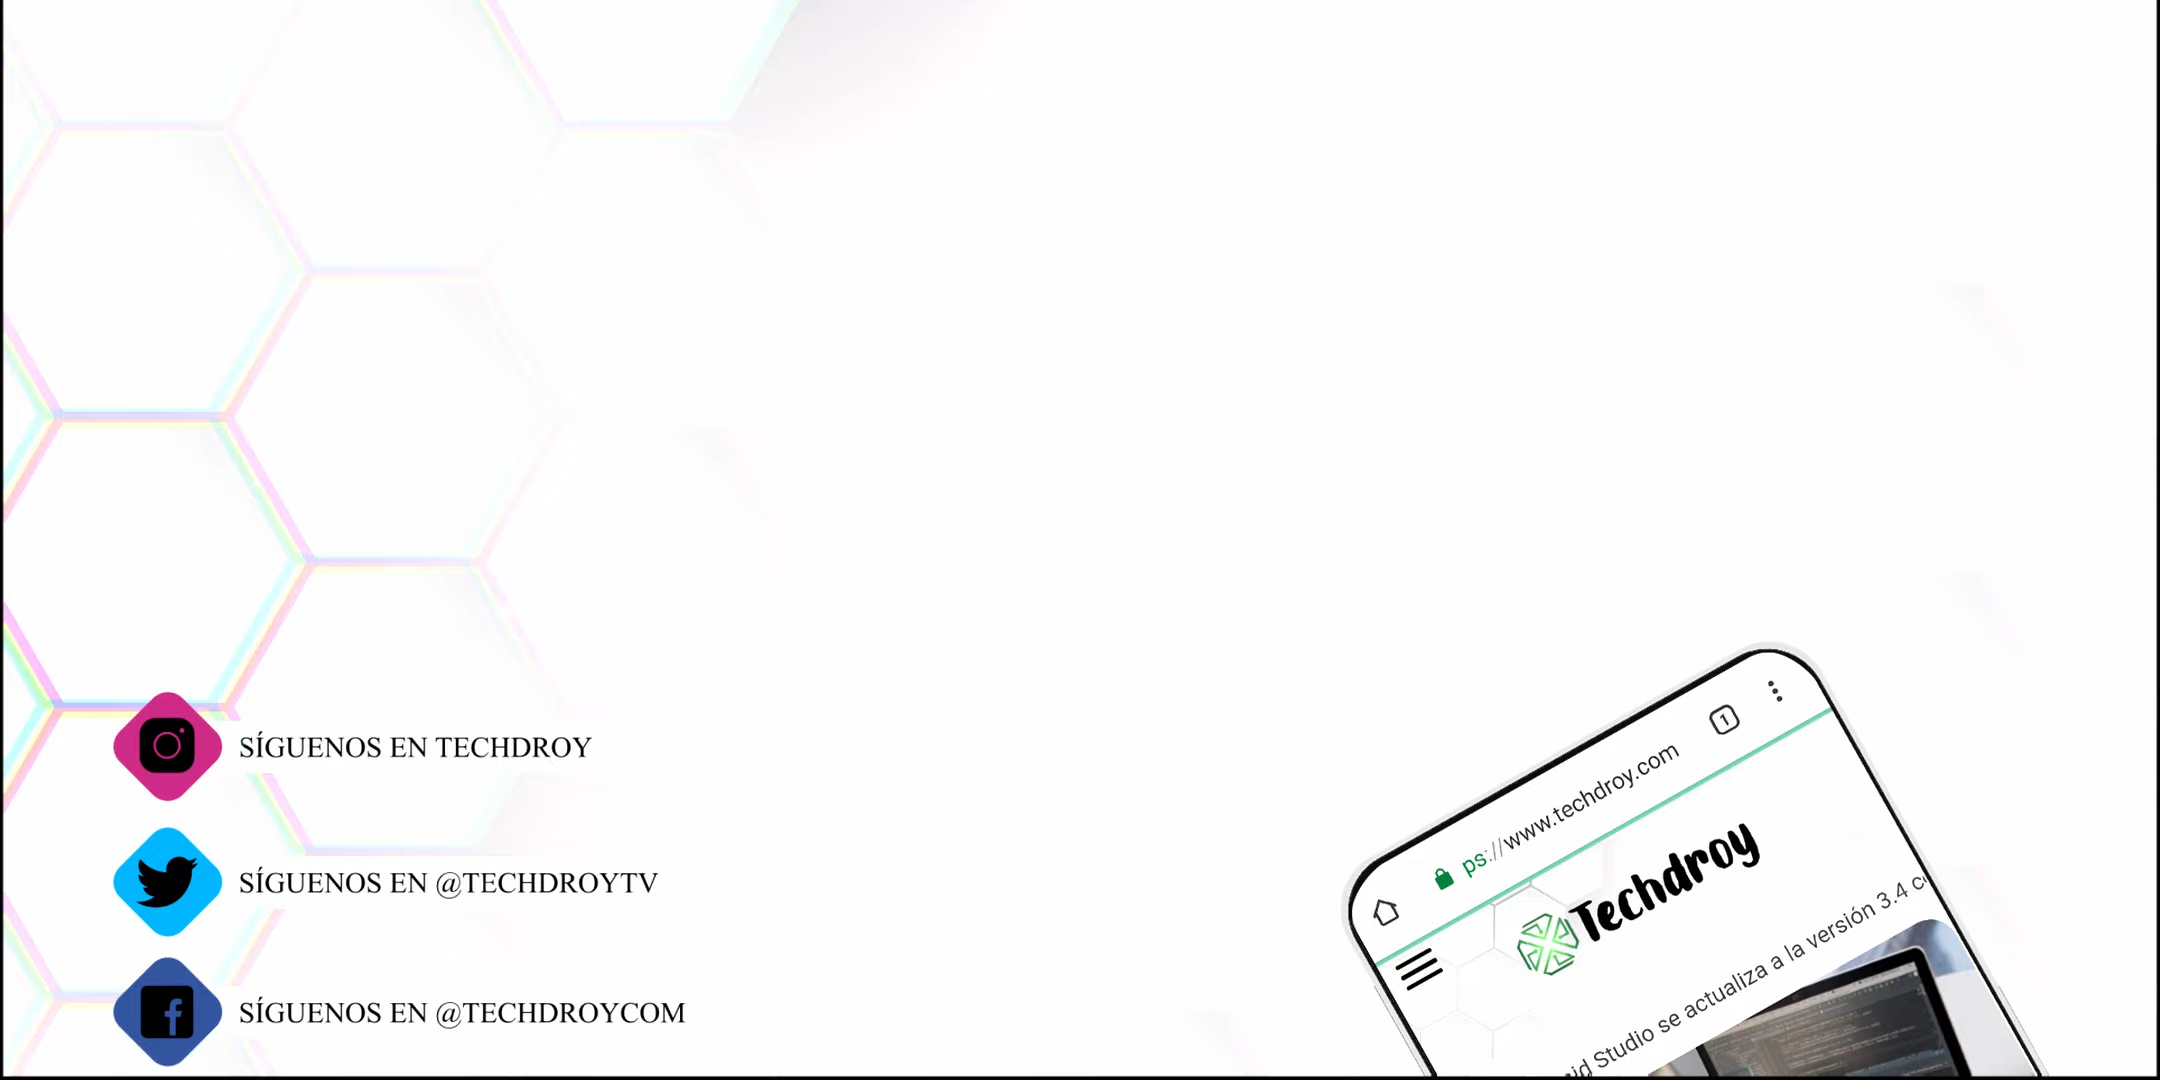 SÍGUENOS EN TECHDROY
SÍGUENOS EN @TECHDROYTV
SÍGUENOS EN @TECHDROYCOM
1
ps://www.techdroy.com
Techdroy
Studio se actualiza a la versión 3.4